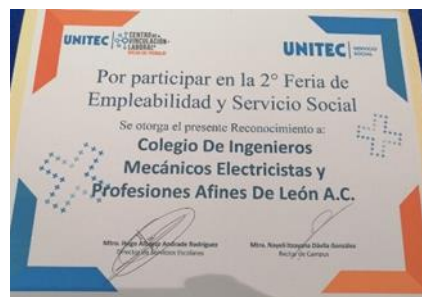 UNITEC CENTRO DE VINCULACIÓN LABORAL
UNITEC SERVICIO SOCIAL
Por participar en la 2° Feria de
Empleabilidad y Servicio Social
Se otorga el presente Reconocimiento a:
Colegio De Ingenieros
Mecánicos Electricistas y
Profesiones Afines De León A.C.
Mtro. Hugo Andrade Rodríguez
Director de Servicios Escolares
Mtra. Nayeli Dávila González
Rector de Campus